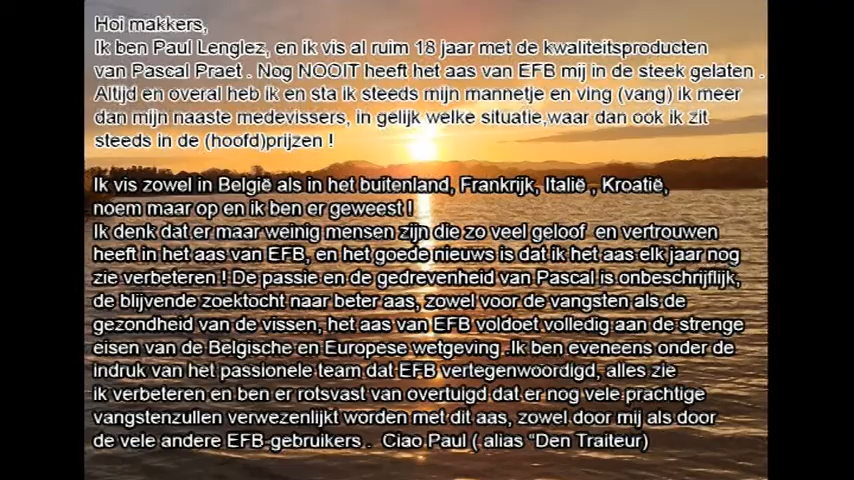 Hoi makkers,
Ik ben Paul Lenglez, en ik vis al ruim 18 jaar met de kwaliteitsproducten
van Pascal Praet . Nog NOOIT heeft het aas van EFB mij in de steek gelaten .
Altijd en overal heb ik en sta ik steeds mijn mannetje en ving (vang) ik meer
dan mijn naaste medevissers, in gelijk welke situatie,waar dan ook ik zit
steeds in de (hoofd)prijzen !
Ik vis zowel in België als in het buitenland, Frankrijk, Italië , Kroatië,
noem maar op en ik ben er geweest !
Ik denk dat er maar weinig mensen zijn die zo veel geloof en vertrouwen
heeft in het aas van EFB, en het goede nieuws is dat ik het aas elk jaar nog
zie verbeteren ! De passie en de gedrevenheid van Pascal is onbeschrijflijk,
de blijvende zoektocht naar beter aas, zowel voor de vangsten als de
gezondheid van de vissen, het aas van EFB voldoet volledig aan de strenge
eisen van de Belgische en Europese wetgeving .Ik ben eveneens onder de
indruk van het passionele team dat EFB vertegenwoordigd, alles zie
ik verbeteren en ben er rotsvast van overtuigd dat er nog vele prachtige
vangstenzullen verwezenlijkt worden met dit aas, zowel door mij als door
de vele andere EFB-gebruikers . Ciao Paul ( alias “Den Traiteur)